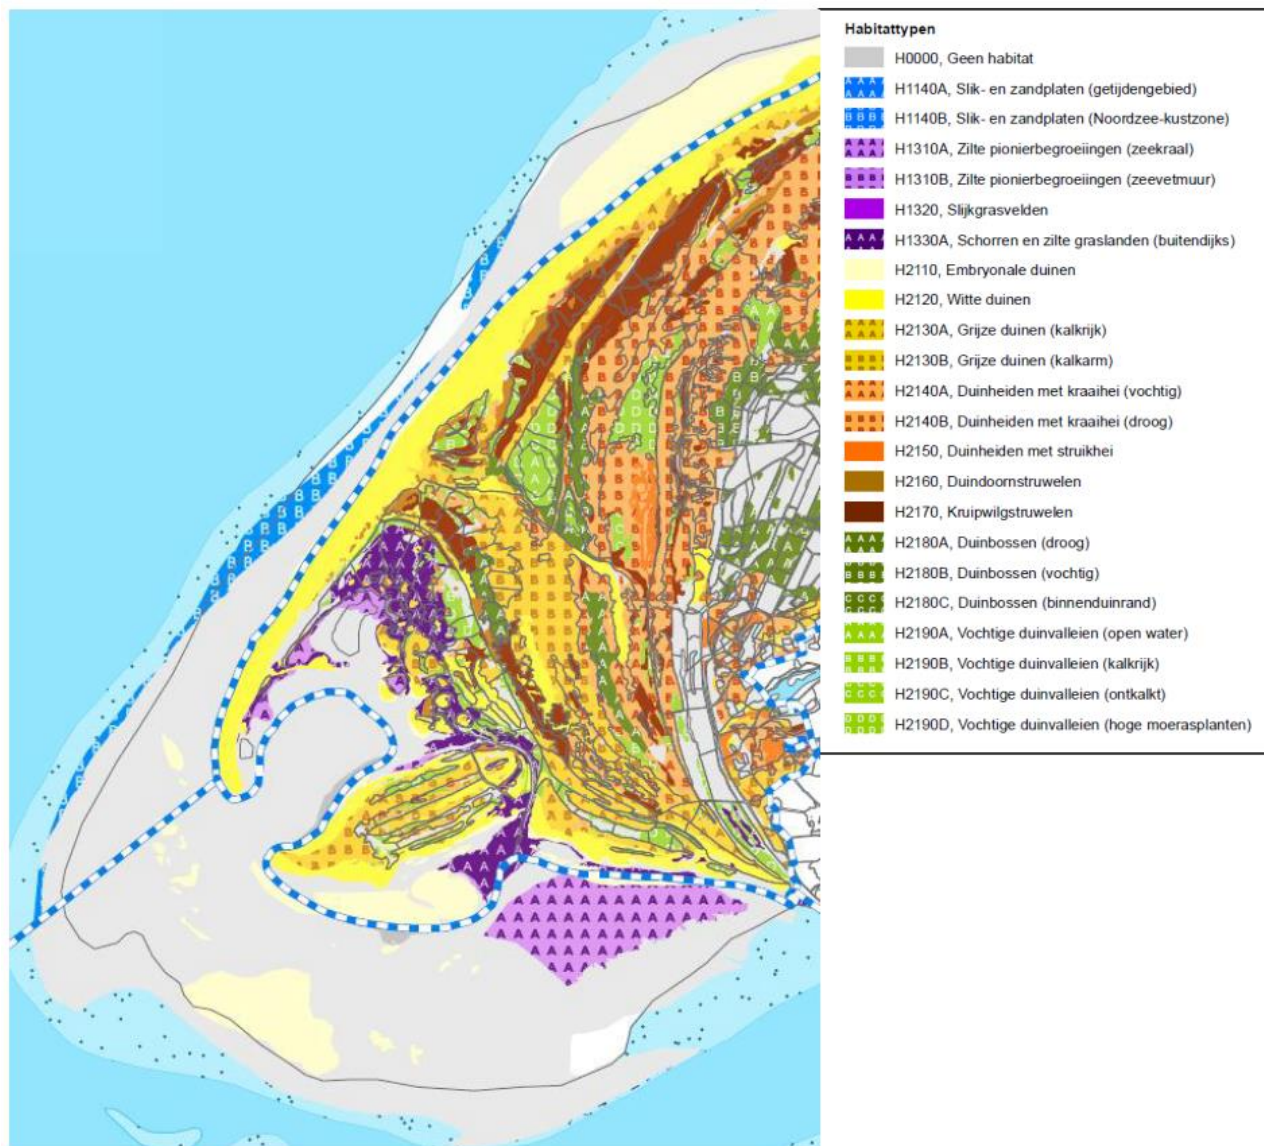 Habitattypen
H0000, Geen habitat
H1140A, Slik- en zandplaten (getijdengebied)
H1140B, Slik- en zandplaten (Noordzee-kustzone)
H1310A, Zilte pionierbegroeiingen (zeekraal)
H1310B, Zilte pionierbegroeiingen (zeevetmuur)
H1320, Slijkgrasvelden
H1330A, Schorren en zilte graslanden (buitendijks)
H2110, Embryonale duinen
H2120, Witte duinen
H2130A, Grijze duinen (kalkrijk)
H2130B, Grijze duinen (kalkarm)
H2140A, Duinheiden met kraaihei (vochtig)
H2140B, Duinheiden met kraaihei (droog)
H2150, Duinheiden met struikhei
H2160, Duindoornstruwelen
H2170, Kruipwilgstruwelen
H2180A, Duinbossen (droog)
H2180B, Duinbossen (vochtig)
H2180C, Duinbossen (binnenduinrand)
H2190A, Vochtige duinvalleien (open water)
H2190B, Vochtige duinvalleien (kalkrijk)
H2190C, Vochtige duinvalleien (ontkalkt)
H2190D, Vochtige duinvalleien (hoge moerasplanten)